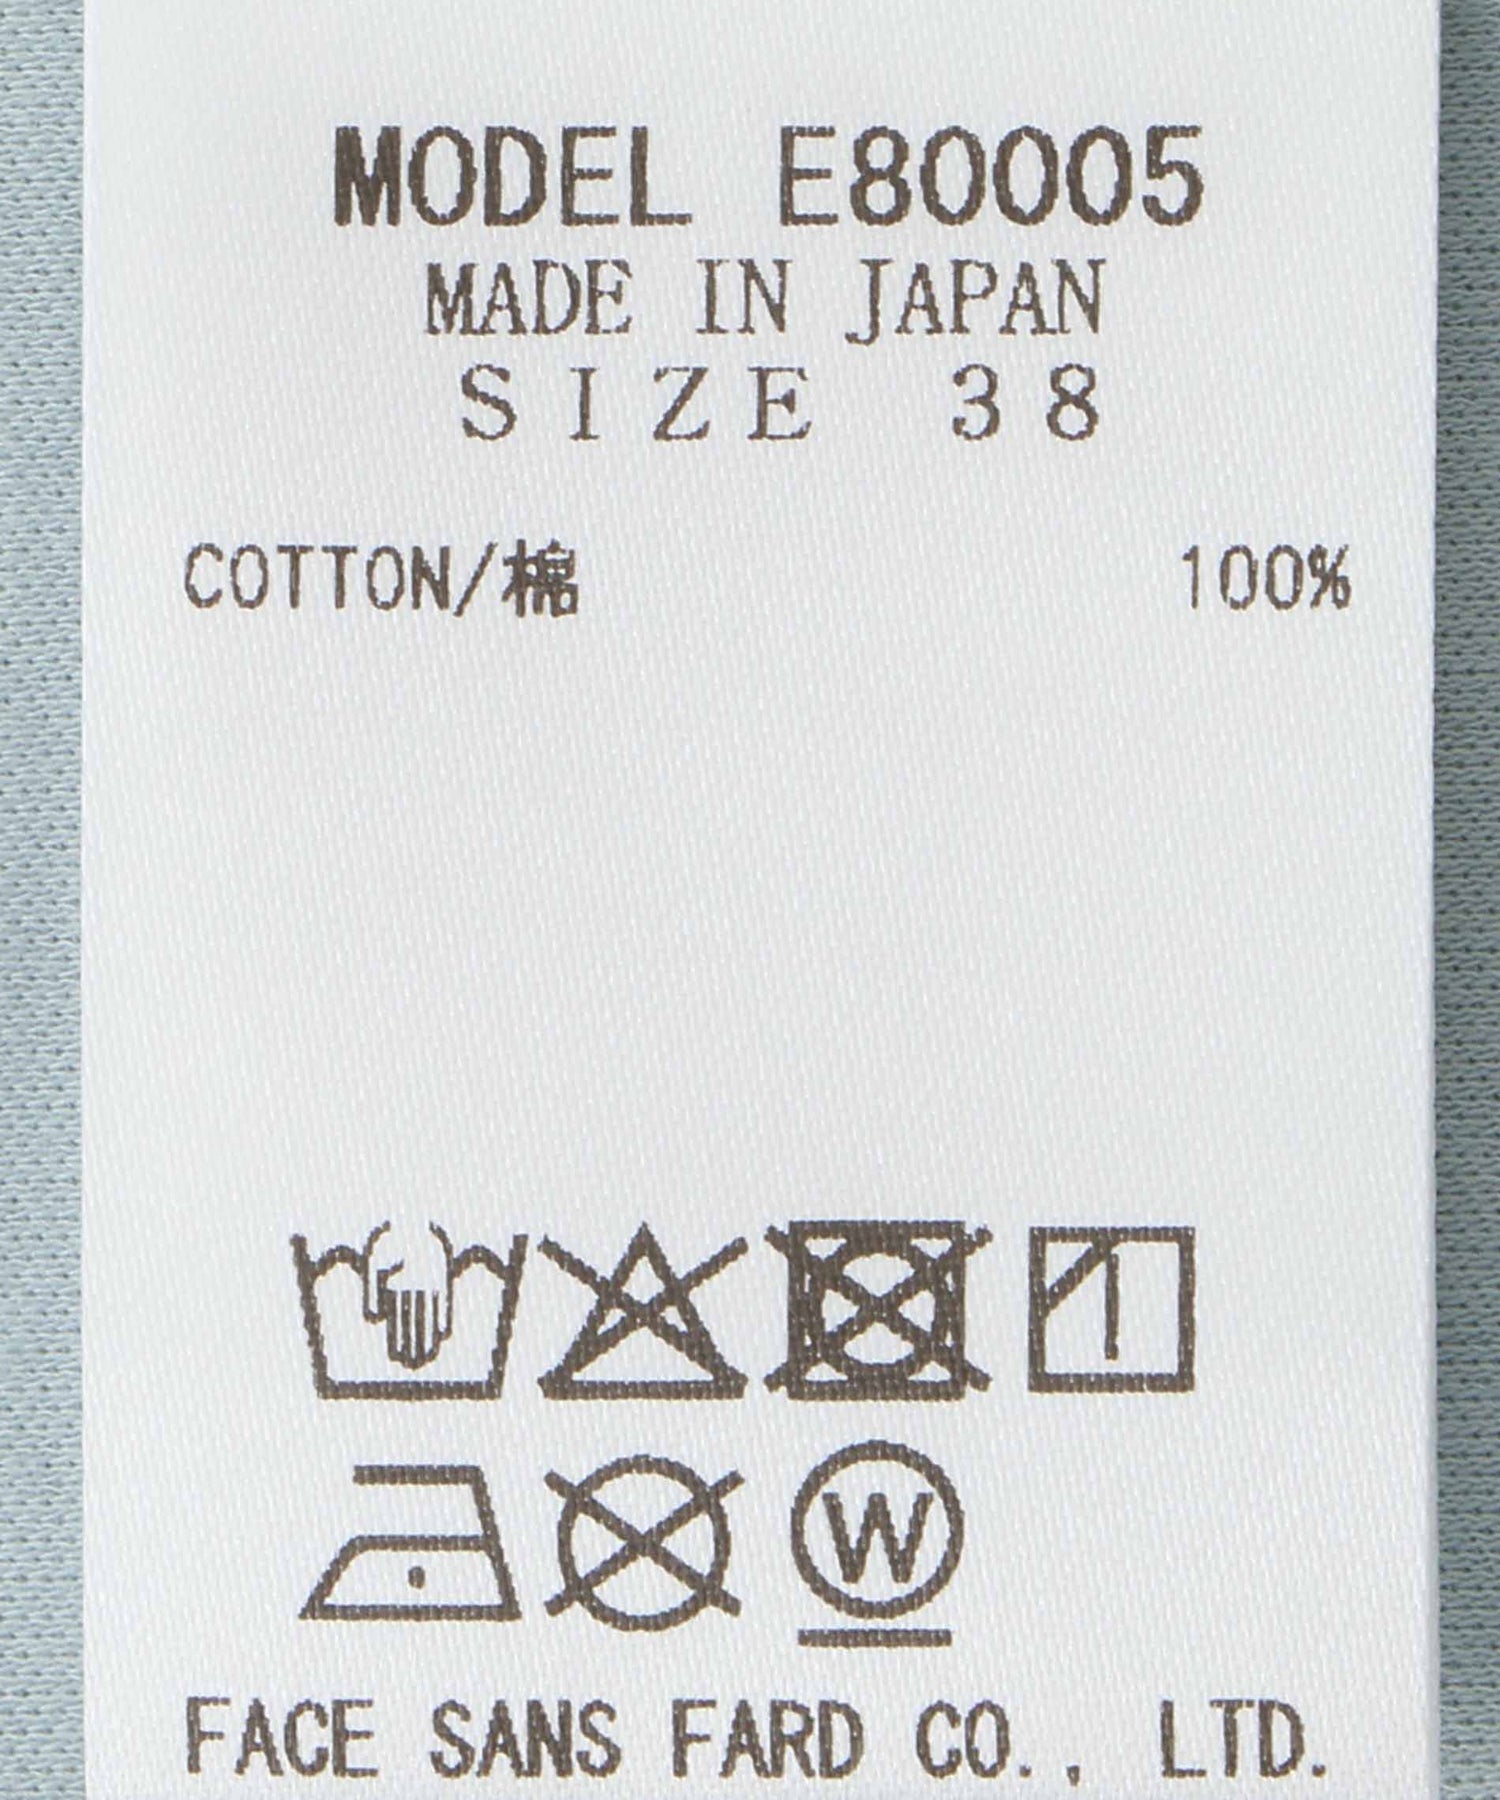 MODEL E80005
MADE IN JAPAN
SIZE 38
COTTON/棉 100%
W
FACE SANS FARD CO., LTD.